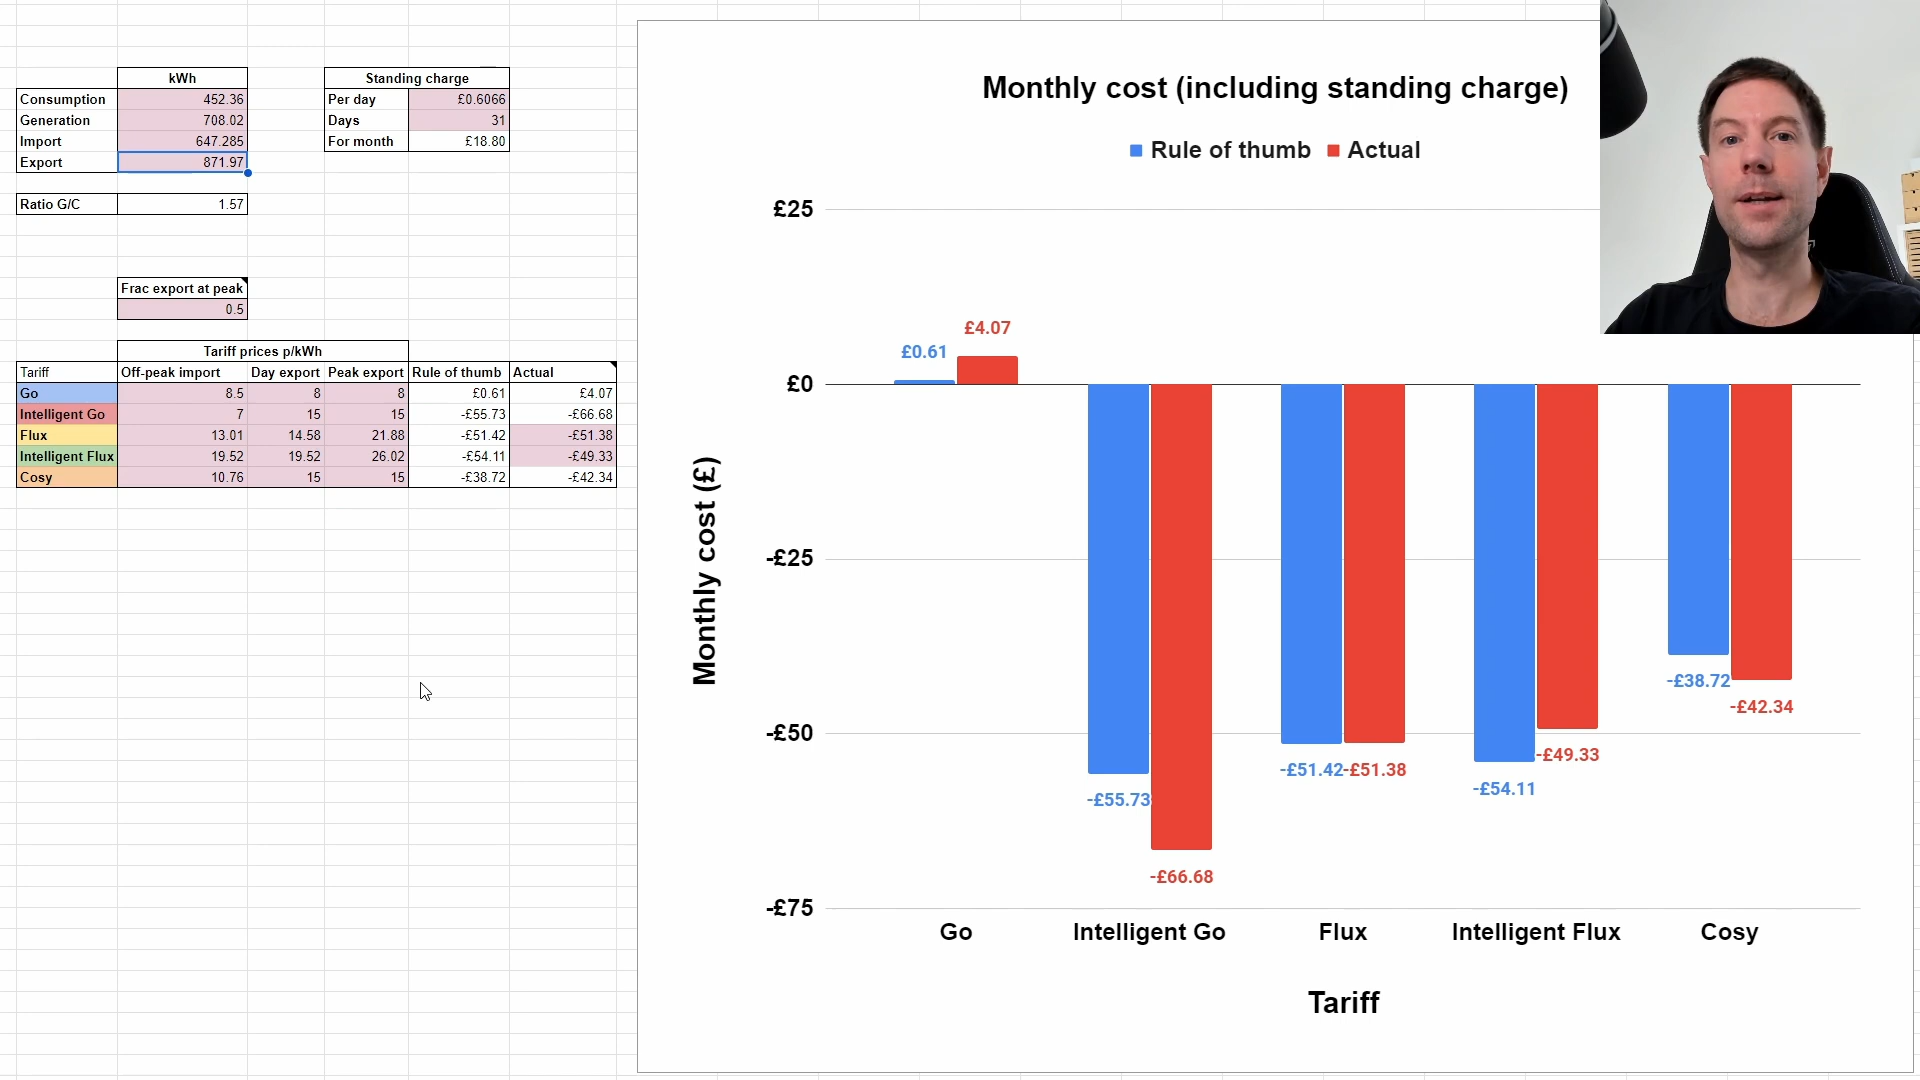 kWh
Consumption 452.36
Generation 708.02
Import 647.285
Export 871.97
Standing charge
Per day £0.6066
Days 31
For month £18.80
Ratio G/C 1.57
Frac export at peak
0.5
Tariff prices p/kWh
Tariff Off-peak import Day export Peak export Rule of thumb Actual
Go 8.5 8 8 £0.61 £4.07
Intelligent Go 7 15 15 -£55.73 -£66.68
Flux 13.01 14.58 21.88 -£51.42 -£51.38
Intelligent Flux 19.52 19.52 26.02 -£54.11 -£49.33
Cosy 10.76 15 15 -£38.72 -£42.34
Monthly cost (including standing charge)
Rule of thumb Actual
£25
£0
-£25
-£50
-£75
Monthly cost (£)
£0.61 £4.07
-£55.73 -£66.68
-£51.42 -£51.38
-£54.11 -£49.33
-£38.72 -£42.34
Go Intelligent Go Flux Intelligent Flux Cosy
Tariff